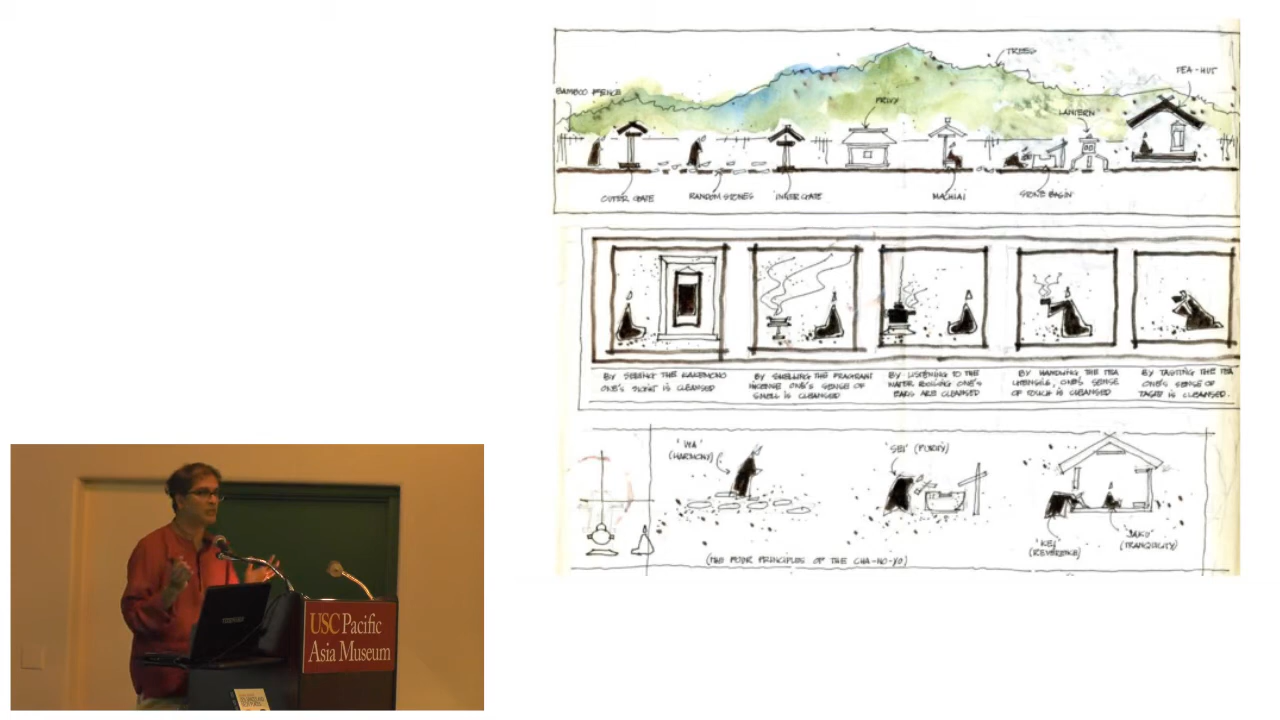 TREES
TEA-HUT
BAMBOO FENCE
PRIVY
LANTERN
OUTER GATE
RANDOM STONES
INNER GATE
MACHIAI
STONE BASIN
BY SEEING THE KAKEMONO
ONE'S SIGHT IS CLEANSED
BY SMELLING THE FRAGRANT
INCENSE ONE'S SENSE OF
SMELL IS CLEANSED
BY LISTENING TO THE
WATER BOILING ONE'S
EARS ARE CLEANSED
BY HANDLING THE TEA
UTENSILS, ONE'S SENSE
OF TOUCH IS CLEANSED
BY TASTING THE TEA
ONE'S SENSE OF
TASTE IS CLEANSED.
'WA'
(HARMONY)
'SEI' (PURITY)
'KEI'
(REVERENCE)
'JAKU'
(TRANQUILITY)
(THE FOUR PRINCIPLES OF THE CHA-NO-YU)
USC Pacific
Asia Museum